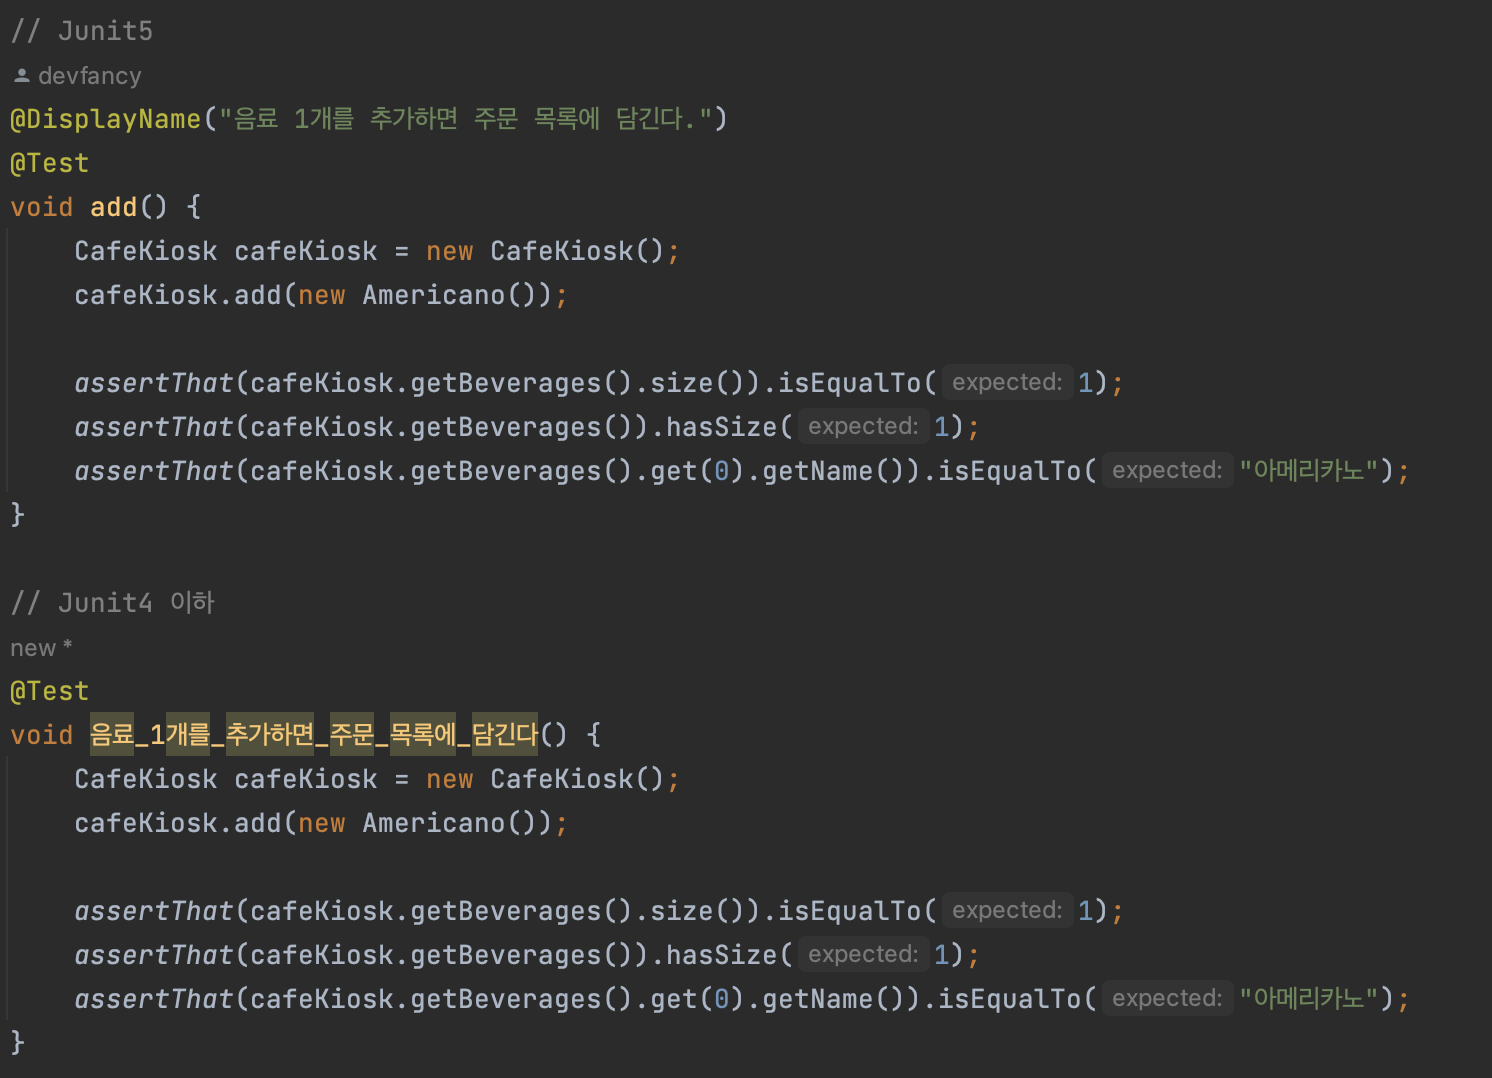 // Junit5
devfancy
@DisplayName("음료 1개를 추가하면 주문 목록에 담긴다.")
@Test
void add() {
CafeKiosk cafeKiosk = new CafeKiosk();
cafeKiosk.add(new Americano());
assertThat(cafeKiosk.getBeverages().size()).isEqualTo( expected: 1);
assertThat(cafeKiosk.getBeverages()).hasSize( expected: 1);
assertThat(cafeKiosk.getBeverages().get(0).getName()).isEqualTo( expected: "아메리카노");
}
// Junit4 이하
new *
@Test
void 음료_1개를_추가하면_주문_목록에_담긴다() {
CafeKiosk cafeKiosk = new CafeKiosk();
cafeKiosk.add(new Americano());
assertThat(cafeKiosk.getBeverages().size()).isEqualTo( expected: 1);
assertThat(cafeKiosk.getBeverages()).hasSize( expected: 1);
assertThat(cafeKiosk.getBeverages().get(0).getName()).isEqualTo( expected: "아메리카노");
}